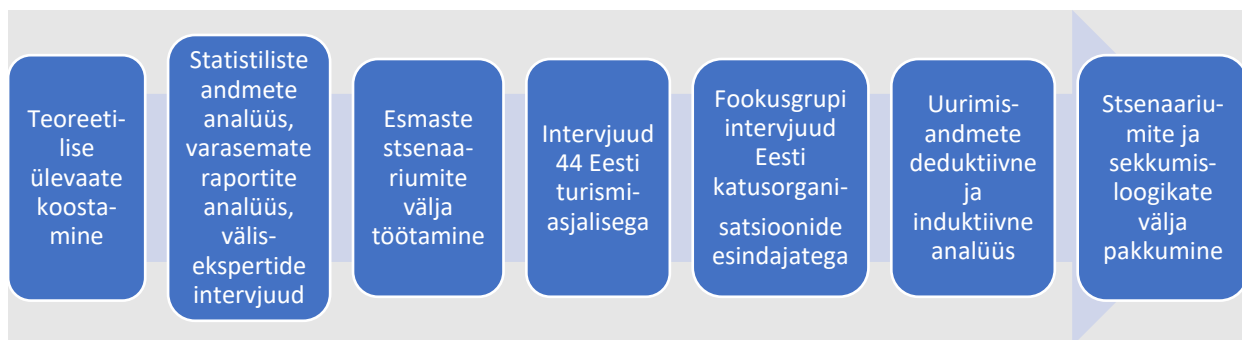 Teoreeti-
lise
ülevaate
koosta-
mine
Statistiliste
andmete
analüüs,
varasemate
raportite
analüüs,
välis-
ekspertide
intervjuud
Esmaste
stsenaa-
riumite
välja
töötamine
Intervjuud
44 Eesti
turismi-
asjalisega
Fookusgrupi
intervjuud
Eesti
katusorgani-
satsioonide
esindajatega
Uurimis-
andmete
deduktiivne
ja
induktiivne
analüüs
Stsenaariu-
mite ja
sekkumis-
loogikate
välja
pakkumine